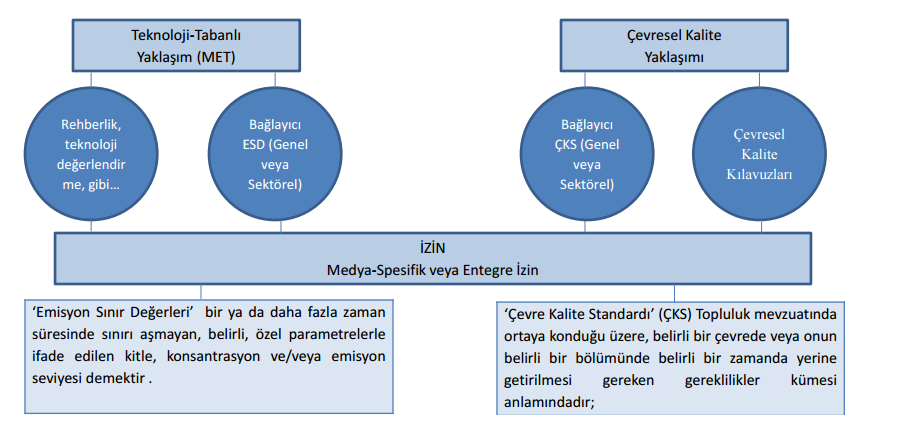 Teknoloji-Tabanlı
Yaklaşım (MET)
Çevresel Kalite
Yaklaşımı
Rehberlik,
teknoloji
değerlendir
me, gibi...
Bağlayıcı
ESD (Genel
veya
Sektörel)
Bağlayıcı
ÇKS (Genel
veya
Sektörel)
Çevresel
Kalite
Kılavuzları
İZİN
Medya-Spesifik veya Entegre İzin
‘Emisyon Sınır Değerleri’ bir ya da daha fazla zaman
süresinde sınırı aşmayan, belirli, özel parametrelerle
ifade edilen kitle, konsantrasyon ve/veya emisyon
seviyesi demektir .
‘Çevre Kalite Standardı’ (ÇKS) Topluluk mevzuatında
ortaya konduğu üzere, belirli bir çevrede veya onun
belirli bir bölümünde belirli bir zamanda yerine
getirilmesi gereken gereklilikler kümesi
anlamındadır;